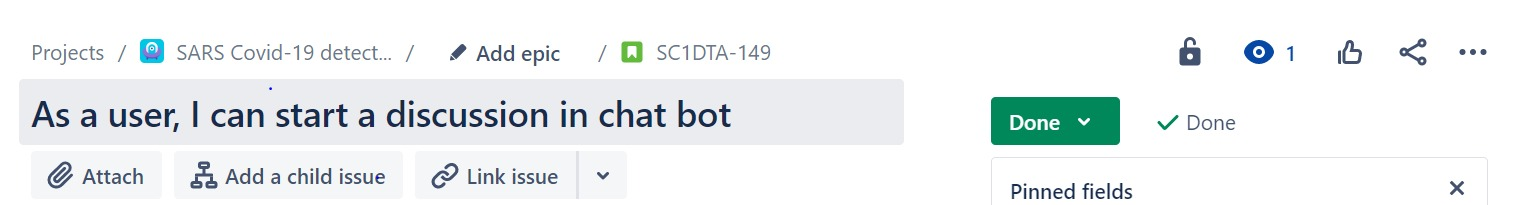 Projects / SARS Covid-19 detect... / Add epic / SC1DTA-149
1
As a user, I can start a discussion in chat bot
Done
Done
Attach
Add a child issue
Link issue
Pinned fields